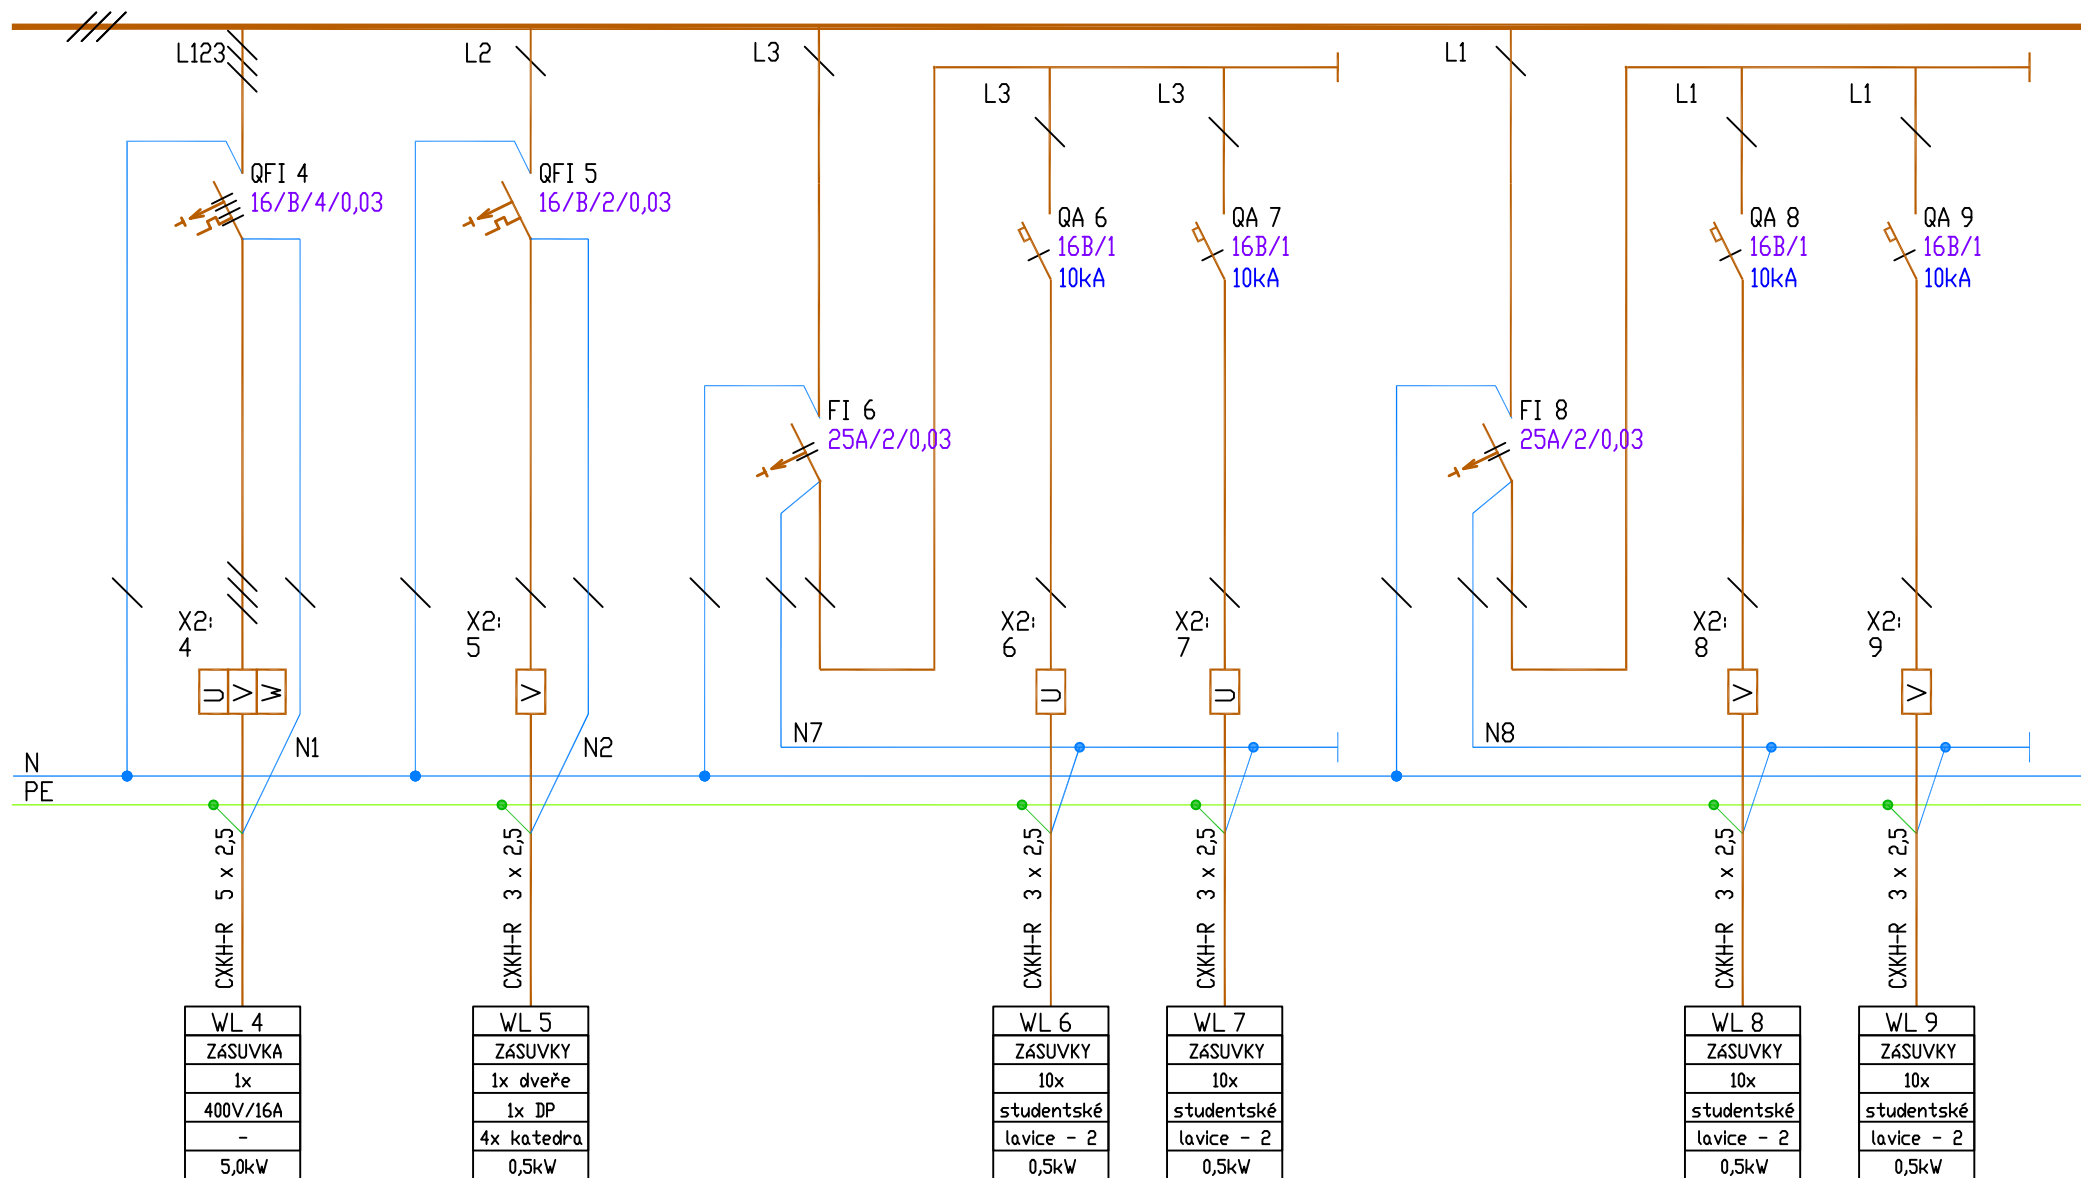 L123
L2
L3
L3
L3
L1
L1
L1
QFI 4
16/B/4/0,03
QFI 5
16/B/2/0,03
QA 6
16B/1
10kA
QA 7
16B/1
10kA
QA 8
16B/1
10kA
QA 9
16B/1
10kA
FI 6
25A/2/0,03
FI 8
25A/2/0,03
X2:
4
X2:
5
X2:
6
X2:
7
X2:
8
X2:
9
U V W
V
U
U
V
V
N1
N2
N7
N8
N
PE
CXKH-R 5 x 2,5
CXKH-R 3 x 2,5
CXKH-R 3 x 2,5
CXKH-R 3 x 2,5
CXKH-R 3 x 2,5
CXKH-R 3 x 2,5
WL 4
ZÁSUVKA
1x
400V/16A
-
5,0kW
WL 5
ZÁSUVKY
1x dveře
1x DP
4x katedra
0,5kW
WL 6
ZÁSUVKY
10x
studentské
lavice - 2
0,5kW
WL 7
ZÁSUVKY
10x
studentské
lavice - 2
0,5kW
WL 8
ZÁSUVKY
10x
studentské
lavice - 2
0,5kW
WL 9
ZÁSUVKY
10x
studentské
lavice - 2
0,5kW